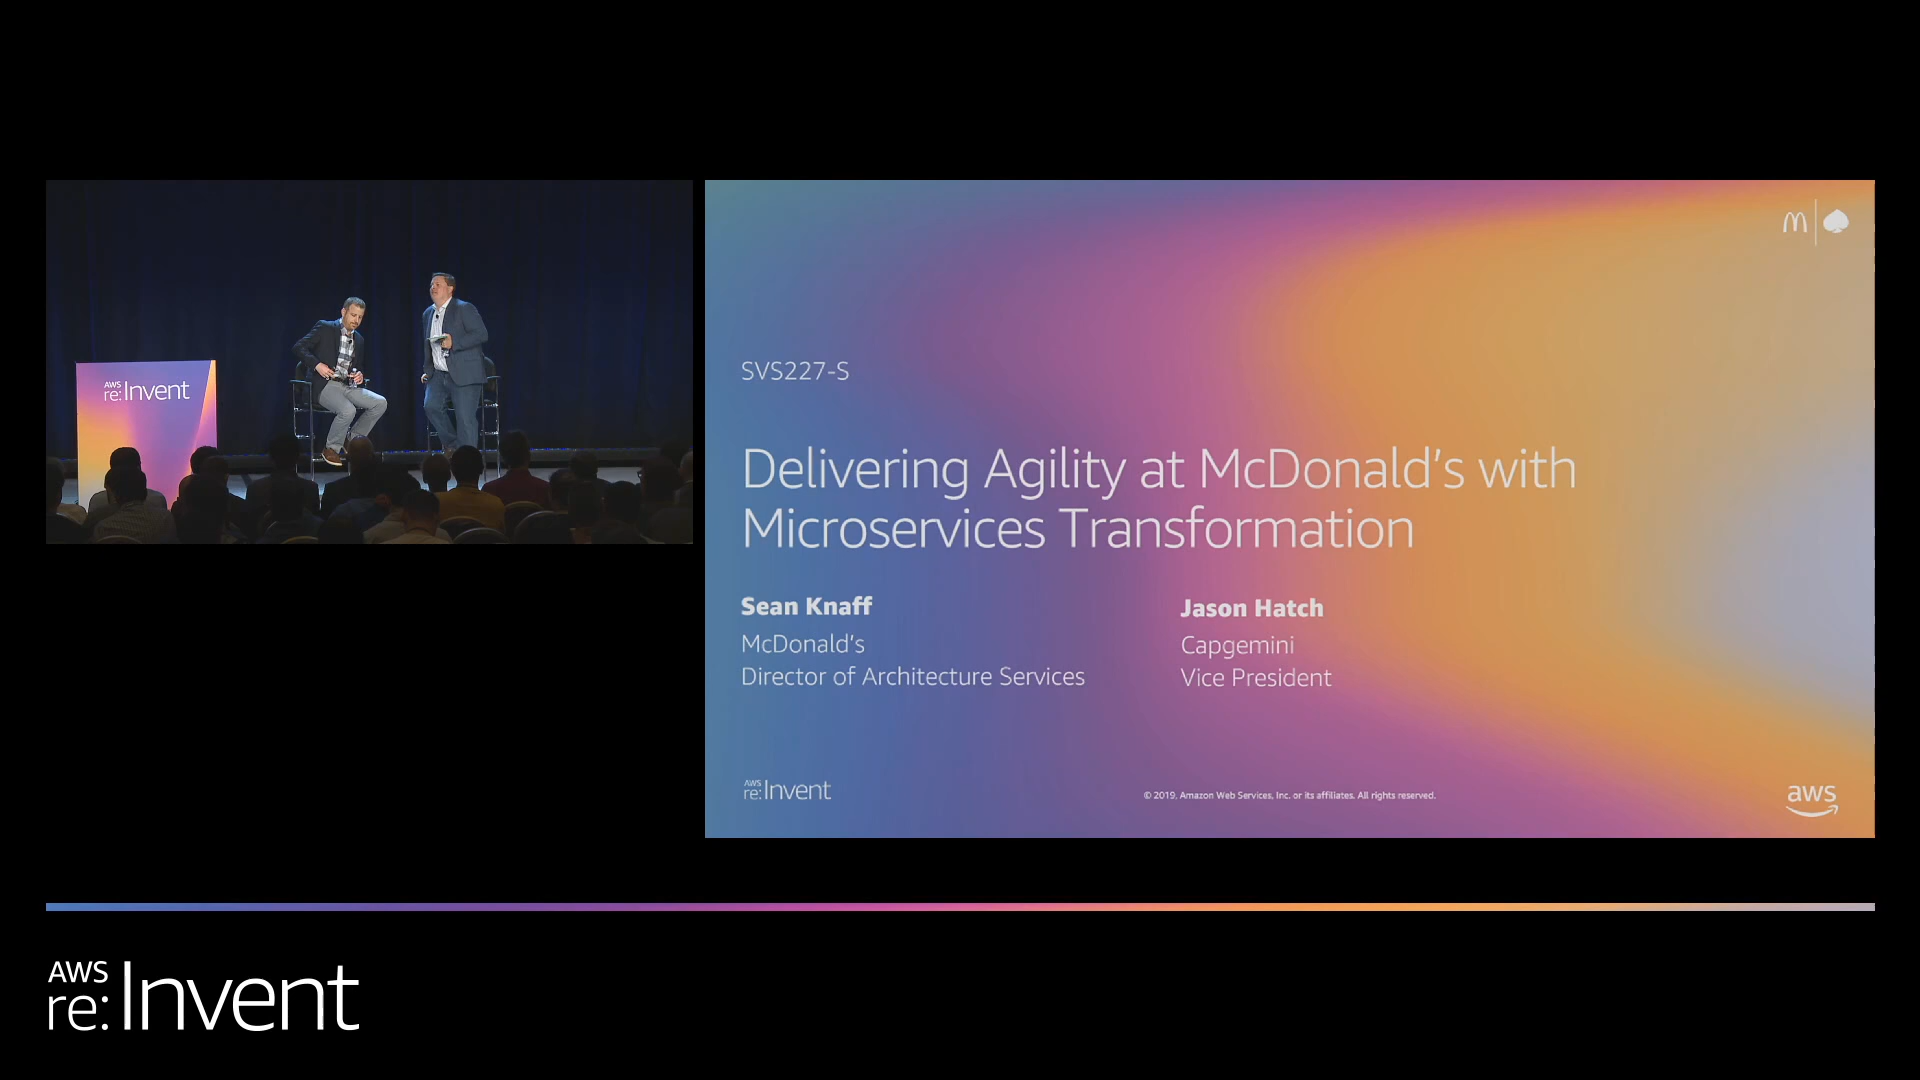 AWS
re:Invent
SVS227-S
Delivering Agility at McDonald's with
Microservices Transformation
Sean Knaff
McDonald's
Director of Architecture Services
Jason Hatch
Capgemini
Vice President
AWS
re:Invent
© 2019, Amazon Web Services, Inc. or its affiliates. All rights reserved.
aws
AWS
re:Invent